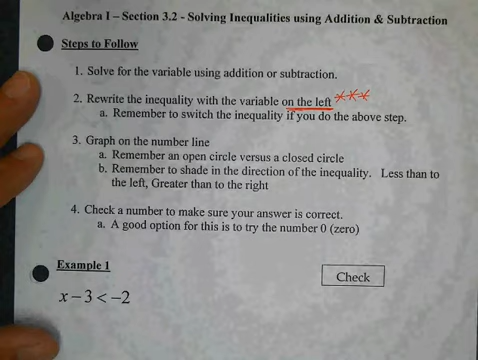 Algebra I – Section 3.2 - Solving Inequalities using Addition & Subtraction
Steps to Follow
1. Solve for the variable using addition or subtraction.
2. Rewrite the inequality with the variable on the left ***
a. Remember to switch the inequality if you do the above step.
3. Graph on the number line
a. Remember an open circle versus a closed circle
b. Remember to shade in the direction of the inequality. Less than to
the left, Greater than to the right
4. Check a number to make sure your answer is correct.
a. A good option for this is to try the number 0 (zero)
Example 1
Check
x − 3 < −2